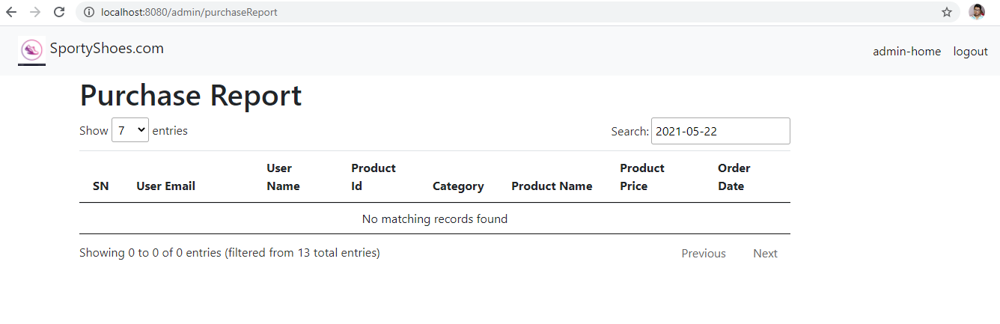 localhost:8080/admin/purchaseReport
SportyShoes.com
admin-home logout
Purchase Report
Show 7 entries
Search: 2021-05-22
SN User Email User Name Product Id Category Product Name Product Price Order Date
No matching records found
Showing 0 to 0 of 0 entries (filtered from 13 total entries)
Previous Next